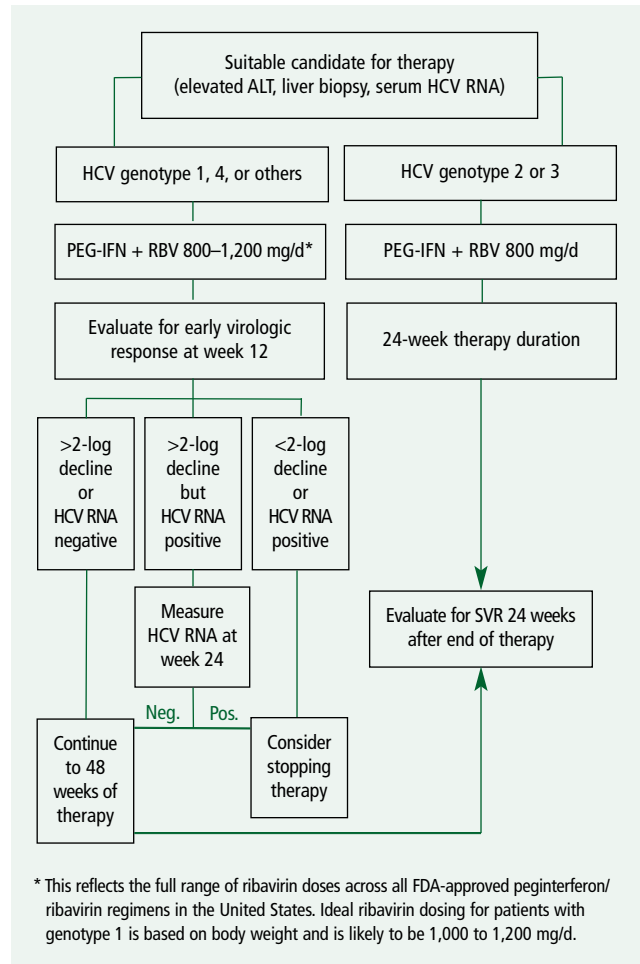 Suitable candidate for therapy
(elevated ALT, liver biopsy, serum HCV RNA)
HCV genotype 1, 4, or others
HCV genotype 2 or 3
PEG-IFN + RBV 800–1,200 mg/d*
PEG-IFN + RBV 800 mg/d
Evaluate for early virologic
response at week 12
24-week therapy duration
>2-log
decline
or
HCV RNA
negative
>2-log
decline
but
HCV RNA
positive
<2-log
decline
or
HCV RNA
positive
Measure
HCV RNA at
week 24
Evaluate for SVR 24 weeks
after end of therapy
Neg.
Pos.
Continue
to 48
weeks of
therapy
Consider
stopping
therapy
* This reflects the full range of ribavirin doses across all FDA-approved peginterferon/
ribavirin regimens in the United States. Ideal ribavirin dosing for patients with
genotype 1 is based on body weight and is likely to be 1,000 to 1,200 mg/d.